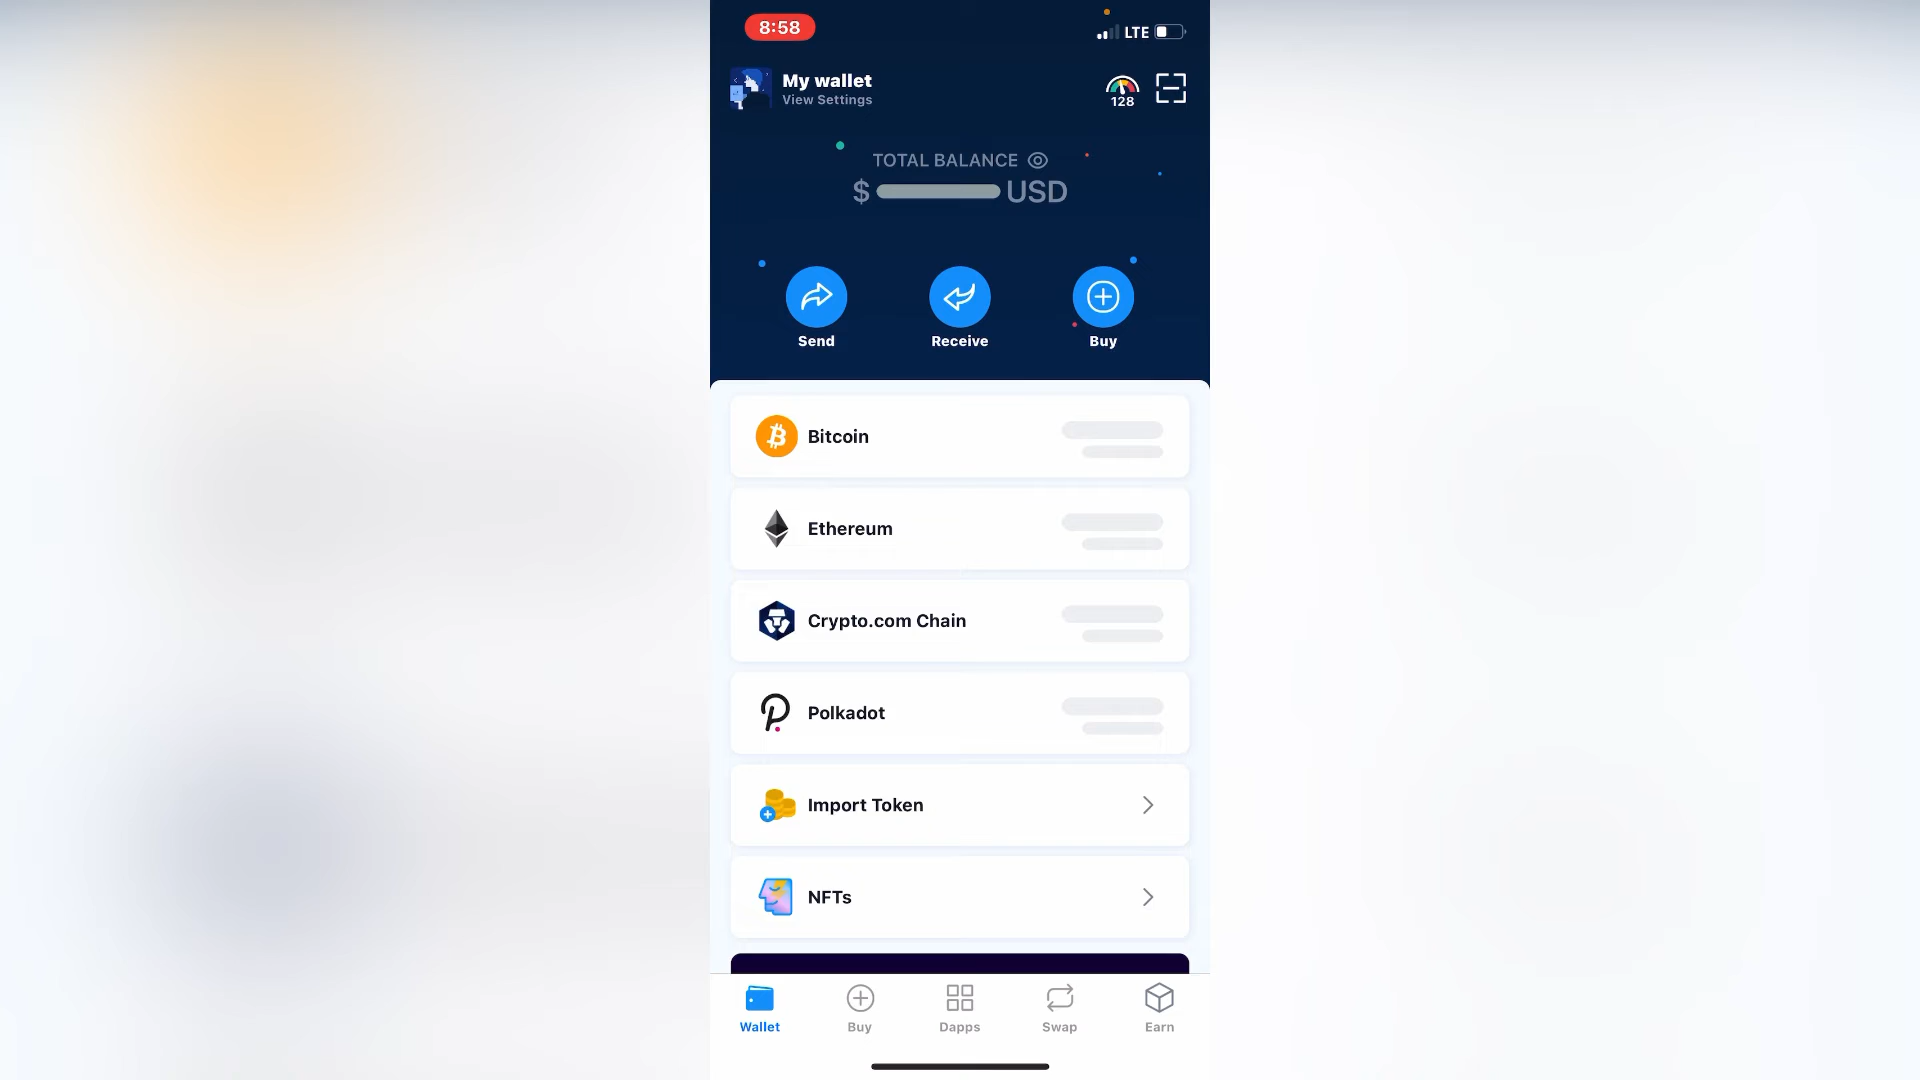 8:58
LTE
My wallet
View Settings
128
TOTAL BALANCE
$ USD
Send
Receive
Buy
Bitcoin
Ethereum
Crypto.com Chain
Polkadot
Import Token
NFTs
Wallet
Buy
Dapps
Swap
Earn